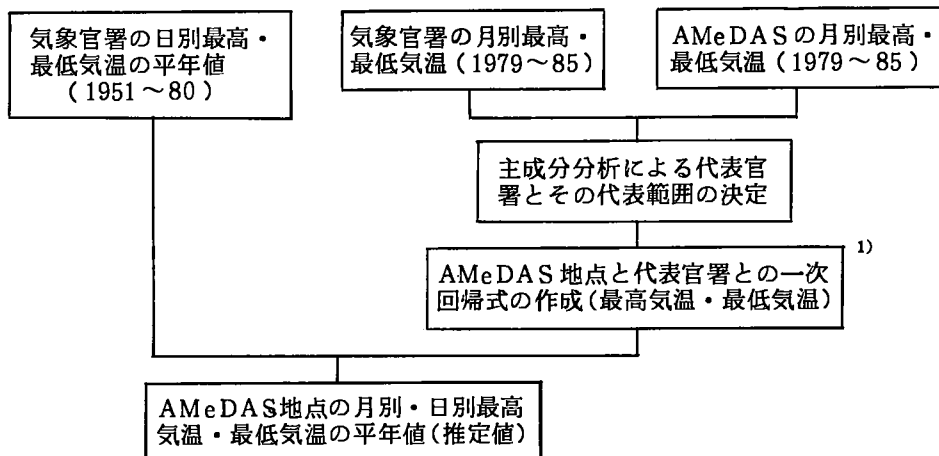 気象官署の日別最高・
最低気温の平年値
(1951～80)
気象官署の月別最高・
最低気温(1979～85)
AMeDASの月別最高・
最低気温(1979～85)
主成分分析による代表官
署とその代表範囲の決定
AMeDAS地点と代表官署との一次
回帰式の作成(最高気温・最低気温)
1)
AMeDAS地点の月別・日別最高
気温・最低気温の平年値(推定値)